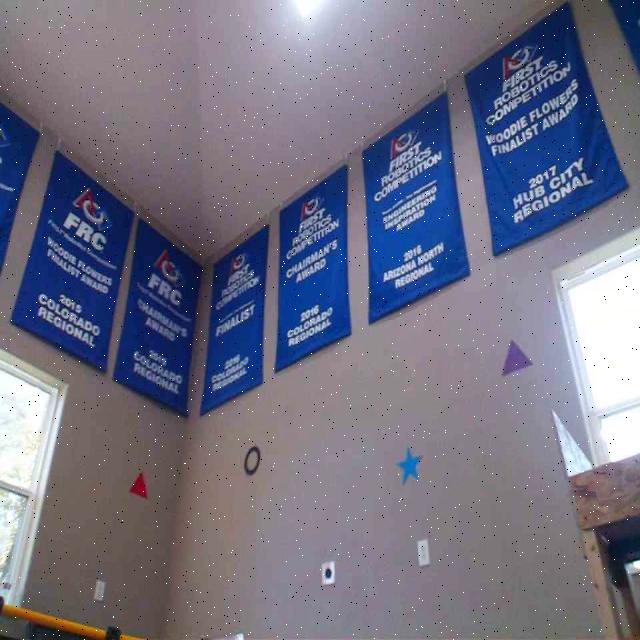 FRC
WOODIE FLOWERS
FINALIST AWARD
2015
COLORADO
REGIONAL
FRC
CHAIRMAN'S
AWARD
COLORADO
REGIONAL
FIRST
ROBOTICS
COMPETITION
FINALIST
2016
COLORADO
REGIONAL
FIRST
ROBOTICS
COMPETITION
CHAIRMAN'S
AWARD
2016
COLORADO
REGIONAL
FIRST
ROBOTICS
COMPETITION
ENGINEERING
INSPIRATION
AWARD
2016
ARIZONA NORTH
REGIONAL
FIRST
ROBOTICS
COMPETITION
WOODIE FLOWERS
FINALIST AWARD
2017
HUB CITY
REGIONAL